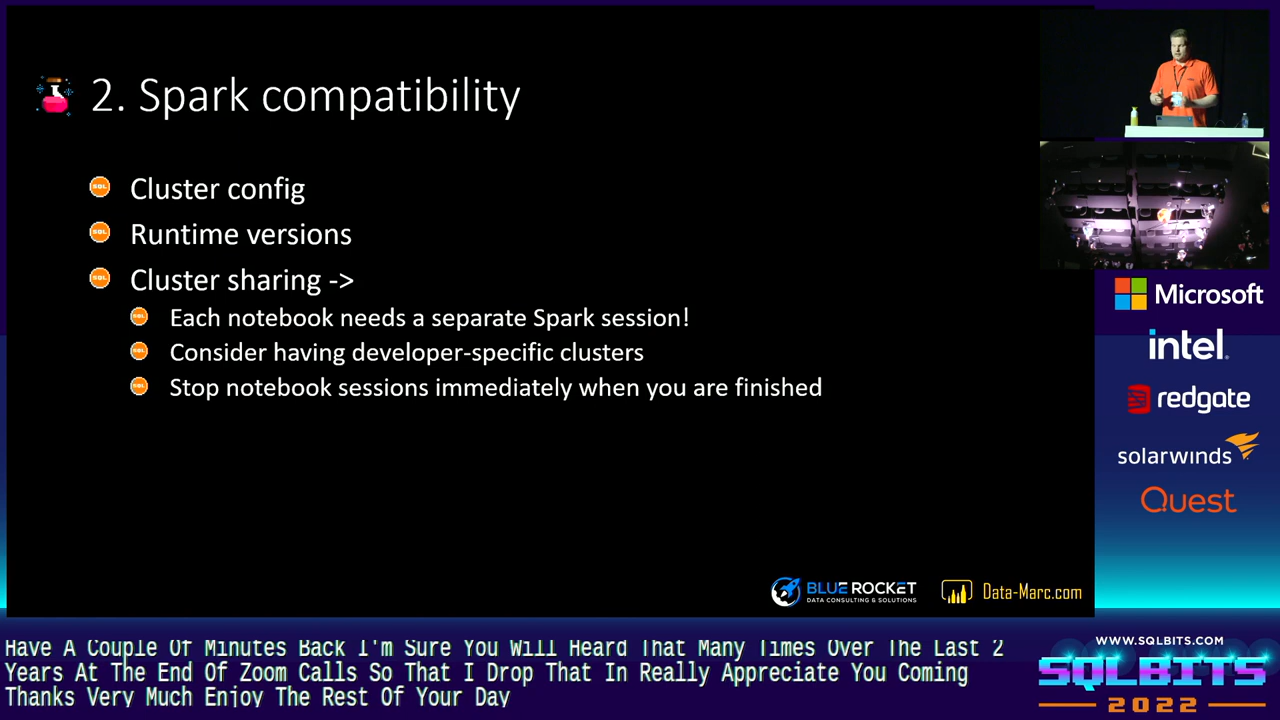 2. Spark compatibility
Cluster config
Runtime versions
Cluster sharing ->
Each notebook needs a separate Spark session!
Consider having developer-specific clusters
Stop notebook sessions immediately when you are finished
BLUE ROCKET
DATA CONSULTING & SOLUTIONS
Data-Marc.com
Microsoft
intel.
redgate
solarwinds
Quest
Have A Couple Of Minutes Back I'm Sure You Will Heard That Many Times Over The Last 2
Years At The End Of Zoom Calls So That I Drop That In Really Appreciate You Coming
Thanks Very Much Enjoy The Rest Of Your Day
WWW.SQLBITS.COM
SQLBITS
2022